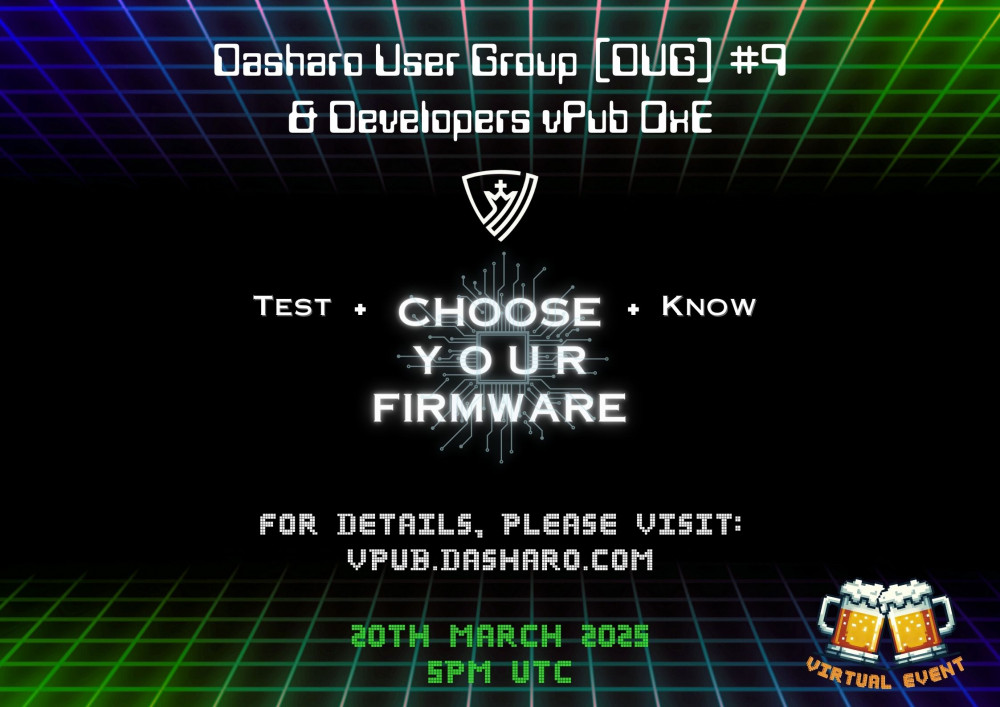 Dasharo User Group (DUG) #9
& Developers vPub 0xE
TEST + CHOOSE + KNOW
YOUR
FIRMWARE
FOR DETAILS, PLEASE VISIT:
VPUB.DASHARO.COM
20TH MARCH 2025
5PM UTC
VIRTUAL EVENT